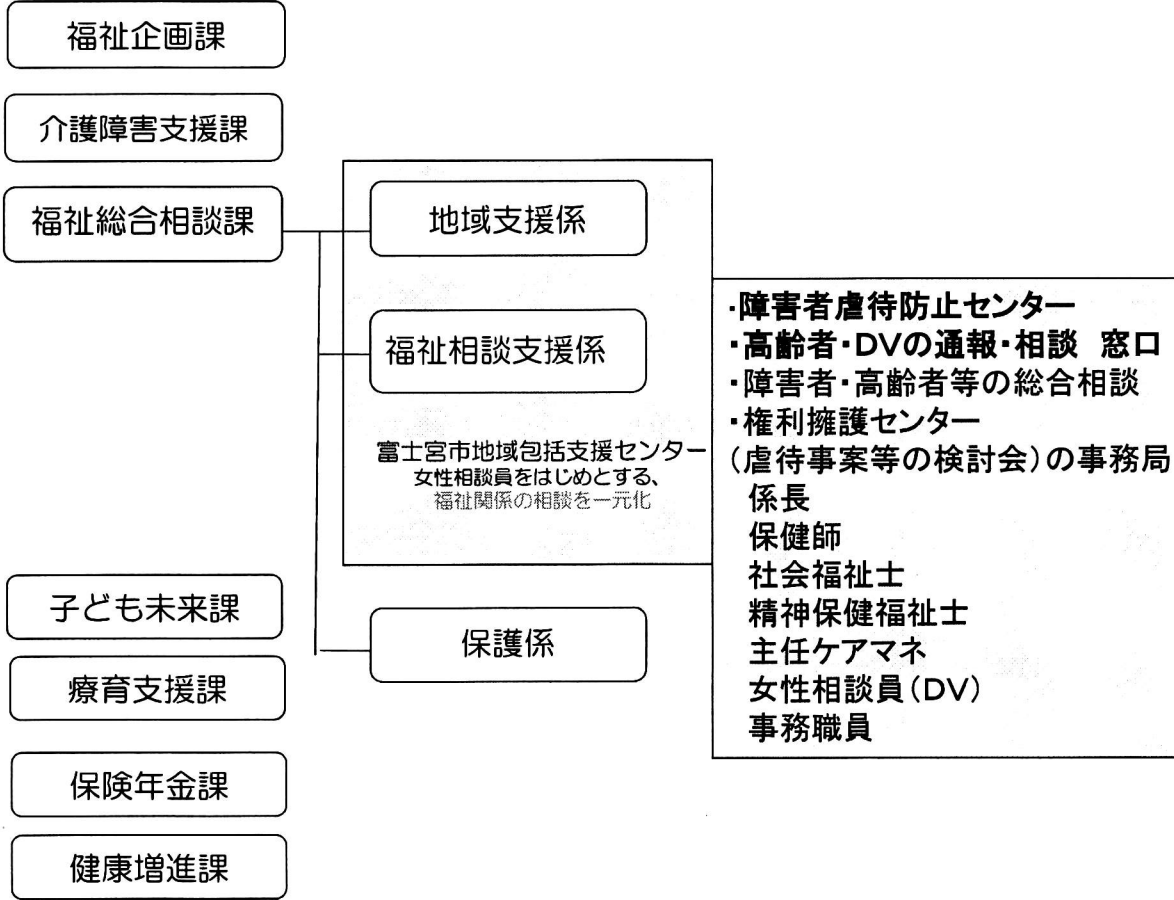 福祉企画課
介護障害支援課
福祉総合相談課
地域支援係
福祉相談支援係
富士宮市地域包括支援センター
女性相談員をはじめとする、
福祉関係の相談を一元化
保護係
子ども未来課
療育支援課
保険年金課
健康増進課
・障害者虐待防止センター
・高齢者・DVの通報・相談 窓口
・障害者・高齢者等の総合相談
・権利擁護センター
(虐待事案等の検討会)の事務局
係長
保健師
社会福祉士
精神保健福祉士
主任ケアマネ
女性相談員(DV)
事務職員